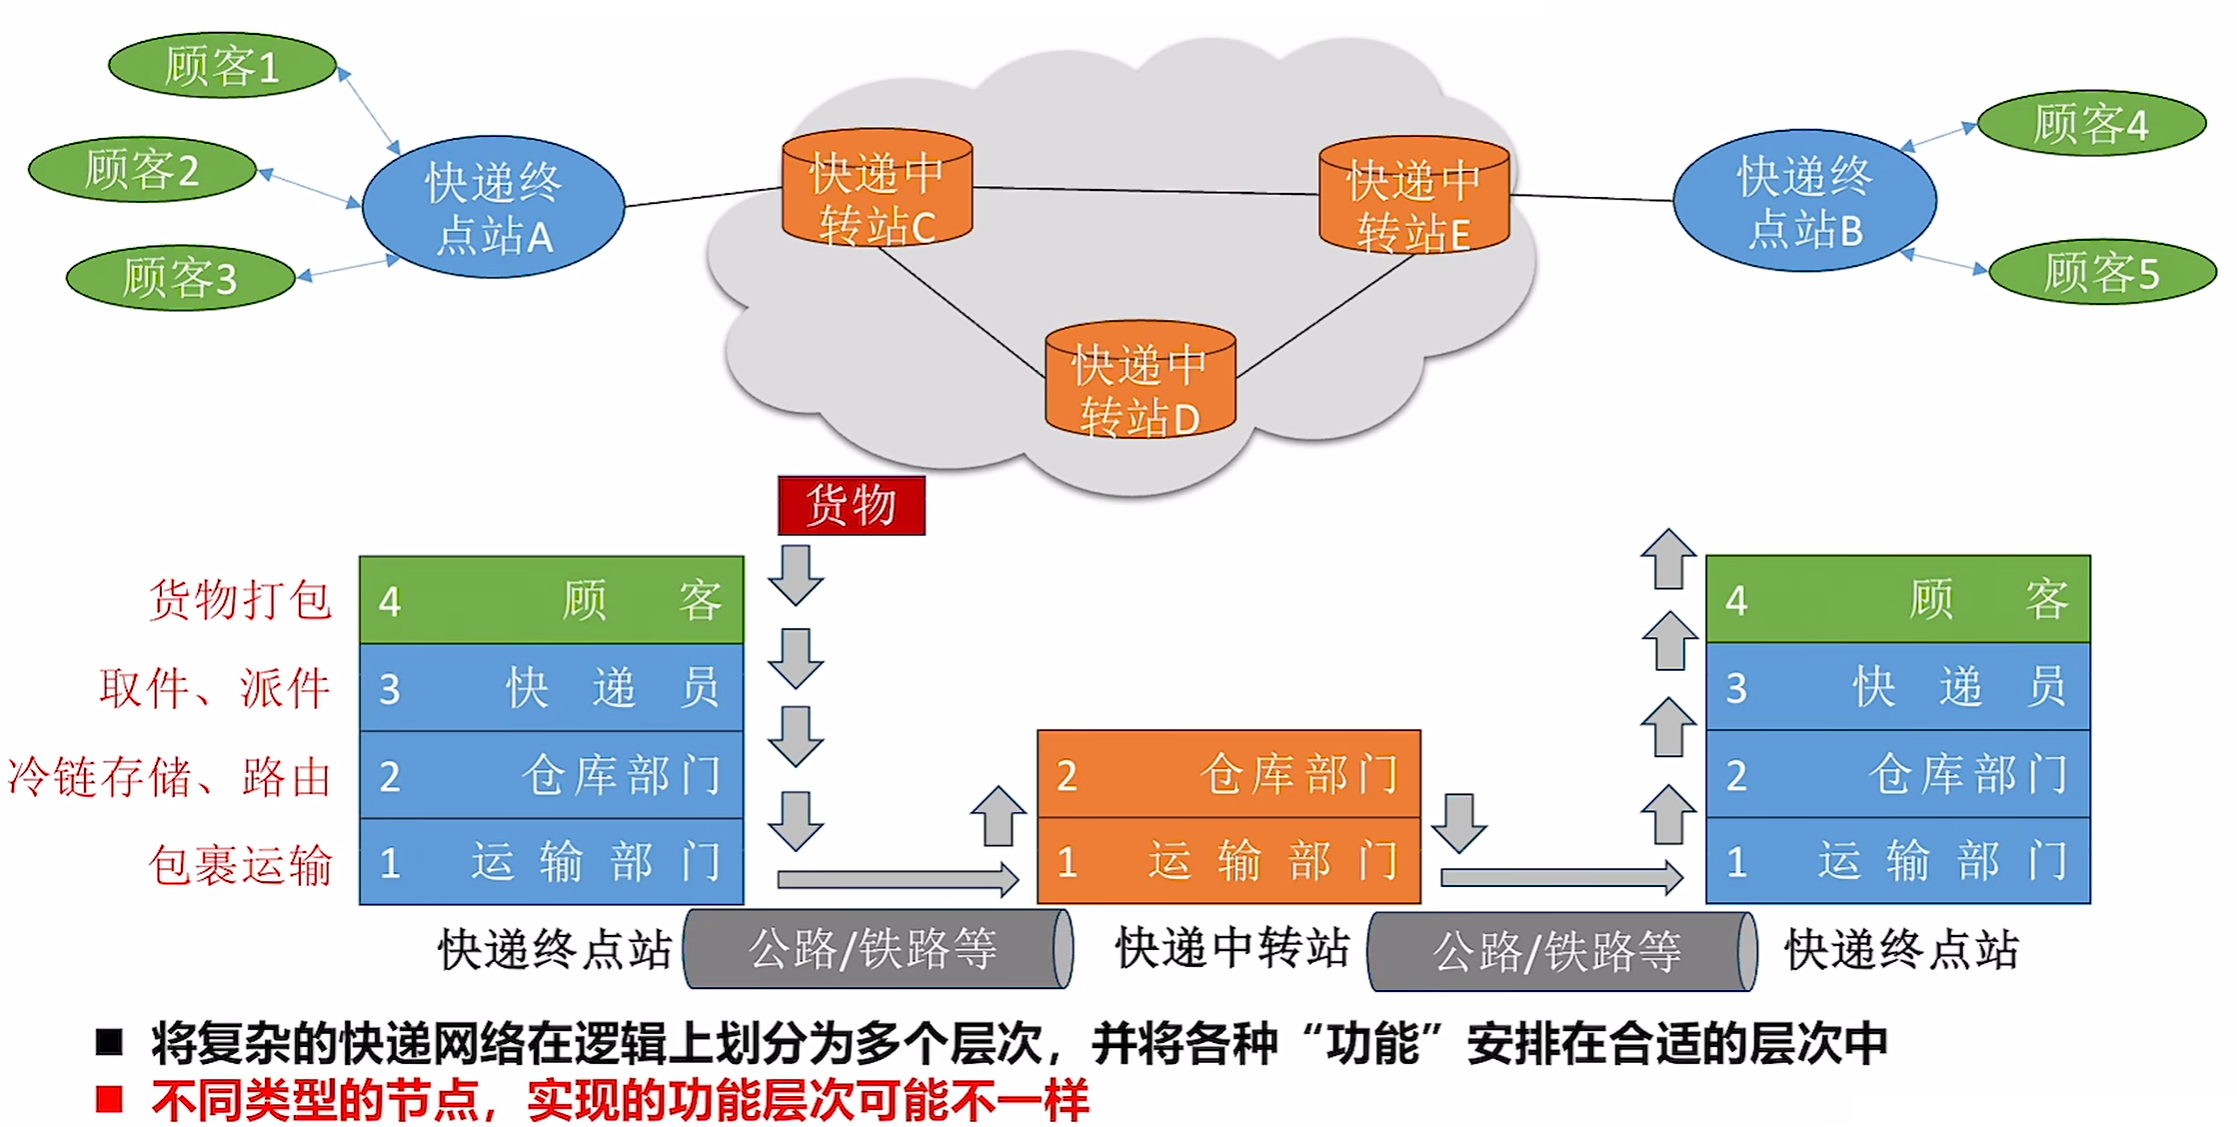 顾客1
顾客2
顾客3
快递终
点站A
快递中
转站C
快递中
转站E
快递中
转站D
快递终
点站B
顾客4
顾客5
货物
货物打包
4 顾客
取件、派件
3 快递员
冷链存储、路由
2 仓库部门
包裹运输
1 运输部门
2 仓库部门
1 运输部门
4 顾客
3 快递员
2 仓库部门
1 运输部门
快递终点站
公路/铁路等
快递中转站
公路/铁路等
快递终点站
将复杂的快递网络在逻辑上划分为多个层次，并将各种“功能”安排在合适的层次中
不同类型的节点，实现的功能层次可能不一样